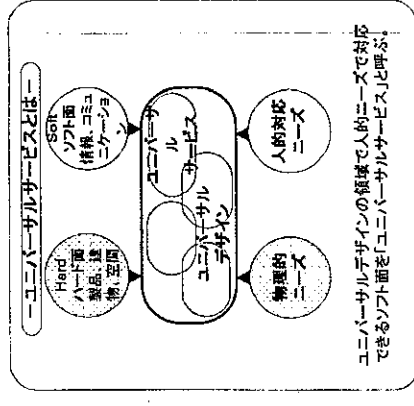 －ユニバーサルサービスとは－
Hard
ハード面
製品、建
物、空間
Soft
ソフト面
情報、コミュ
ニケーショ
ン
ユニバーサ
ル
サービス
ユニバーサル
デザイン
物理的
ニーズ
人的対応
ニーズ
ユニバーサルデザインの領域で人的ニーズで対応
できるソフト面を「ユニバーサルサービス」と呼ぶ。